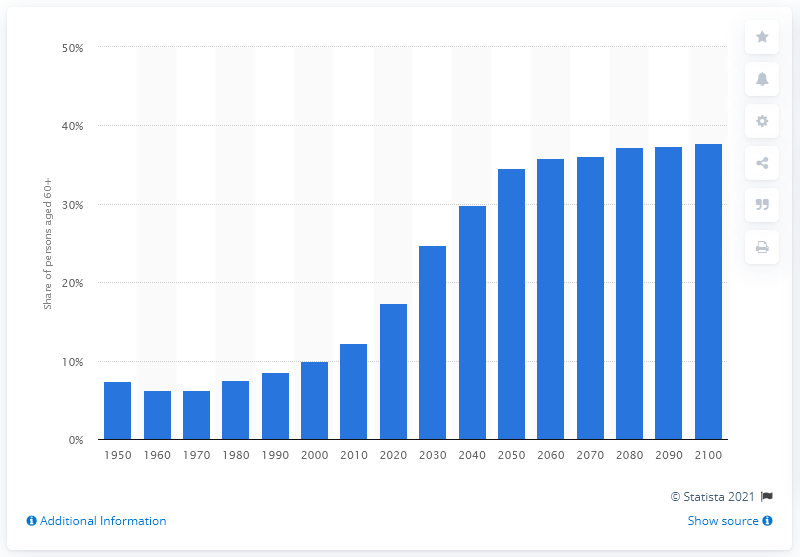 50%
40%
30%
20%
10%
0%
Share of persons aged 60+
1950 1960 1970 1980 1990 2000 2010 2020 2030 2040 2050 2060 2070 2080 2090 2100
© Statista 2021
Additional Information
Show source